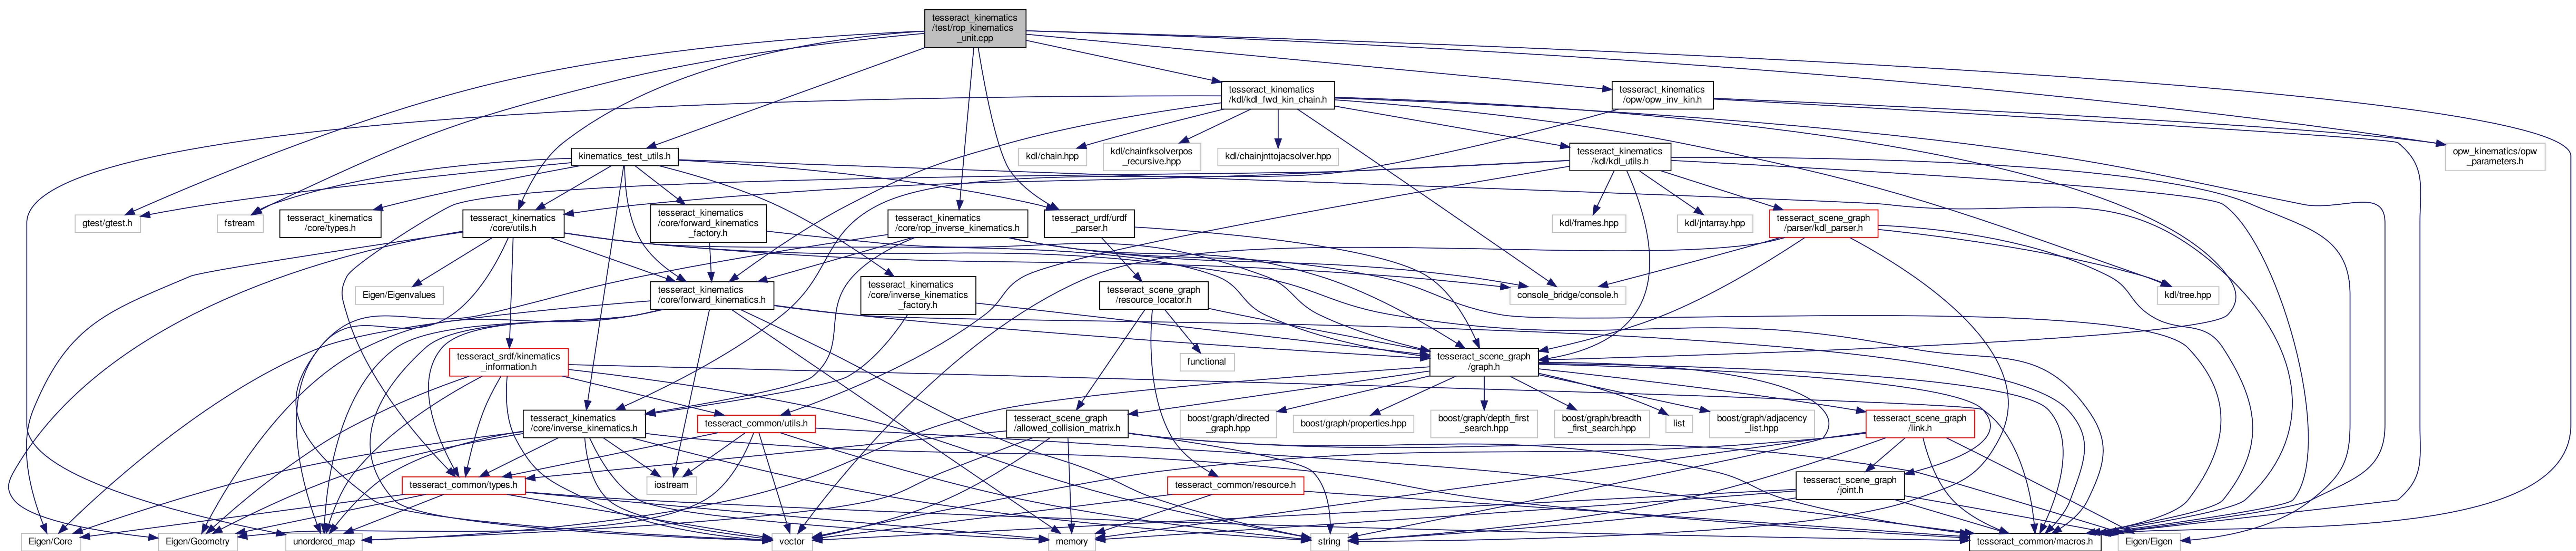 tesseract_kinematics
/test/rop_kinematics
_unit.cpp
tesseract_kinematics
/kdl/kdl_fwd_kin_chain.h
tesseract_kinematics
/opw/opw_inv_kin.h
kinematics_test_utils.h
kdl/chain.hpp
kdl/chainfksolverpos
_recursive.hpp
kdl/chainjnttojacsolver.hpp
tesseract_kinematics
/kdl/kdl_utils.h
opw_kinematics/opw
_parameters.h
gtest/gtest.h
fstream
tesseract_kinematics
/core/types.h
tesseract_kinematics
/core/utils.h
tesseract_kinematics
/core/forward_kinematics
_factory.h
tesseract_kinematics
/core/rop_inverse_kinematics.h
tesseract_urdf/urdf
_parser.h
kdl/frames.hpp
kdl/jntarray.hpp
tesseract_scene_graph
/parser/kdl_parser.h
Eigen/Eigenvalues
tesseract_kinematics
/core/forward_kinematics.h
tesseract_kinematics
/core/inverse_kinematics
_factory.h
tesseract_scene_graph
/resource_locator.h
console_bridge/console.h
kdl/tree.hpp
tesseract_srdf/kinematics
_information.h
functional
tesseract_scene_graph
/graph.h
tesseract_kinematics
/core/inverse_kinematics.h
tesseract_common/utils.h
tesseract_scene_graph
/allowed_collision_matrix.h
boost/graph/directed
_graph.hpp
boost/graph/properties.hpp
boost/graph/depth_first
_search.hpp
boost/graph/breadth
_first_search.hpp
list
boost/graph/adjacency
_list.hpp
tesseract_scene_graph
/link.h
tesseract_common/types.h
iostream
tesseract_common/resource.h
tesseract_scene_graph
/joint.h
Eigen/Core
Eigen/Geometry
unordered_map
vector
memory
string
tesseract_common/macros.h
Eigen/Eigen